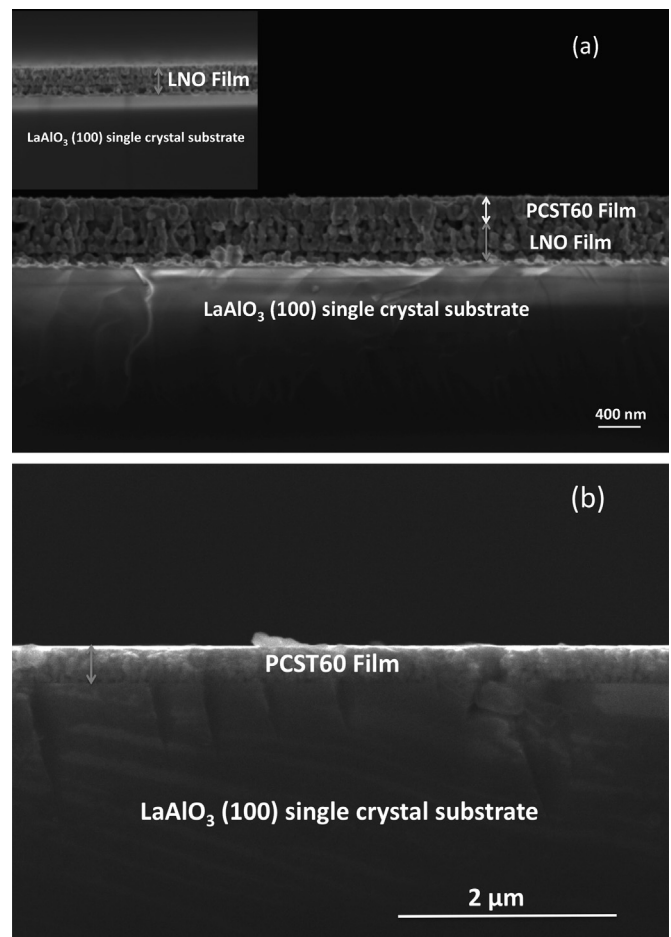 (a)
LNO Film
LaAlO₃ (100) single crystal substrate
PCST60 Film
LNO Film
LaAlO₃ (100) single crystal substrate
400 nm
(b)
PCST60 Film
LaAlO₃ (100) single crystal substrate
2 μm